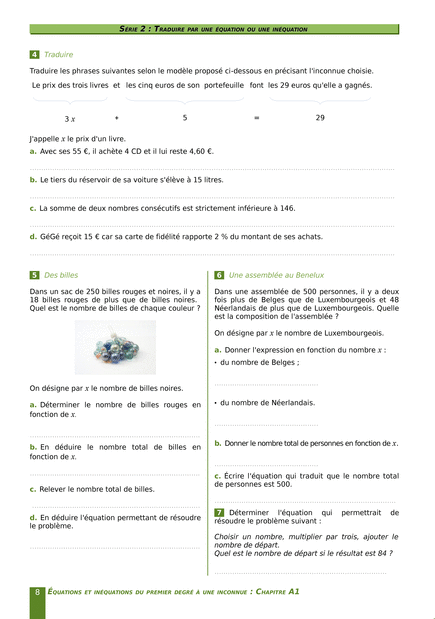 SÉRIE 2 : TRADUIRE PAR UNE ÉQUATION OU UNE INÉQUATION
4 Traduire
Traduire les phrases suivantes selon le modèle proposé ci-dessous en précisant l'inconnue choisie.
Le prix des trois livres et les cinq euros de son portefeuille font les 29 euros qu'elle a gagnés.
3 x + 5 = 29
J'appelle x le prix d'un livre.
a. Avec ses 55 €, il achète 4 CD et il lui reste 4,60 €.
b. Le tiers du réservoir de sa voiture s'élève à 15 litres.
c. La somme de deux nombres consécutifs est strictement inférieure à 146.
d. GéGé reçoit 15 € car sa carte de fidélité rapporte 2 % du montant de ses achats.
5 Des billes
Dans un sac de 250 billes rouges et noires, il y a
18 billes rouges de plus que de billes noires.
Quel est le nombre de billes de chaque couleur ?
On désigne par x le nombre de billes noires.
a. Déterminer le nombre de billes rouges en
fonction de x.
b. En déduire le nombre total de billes en
fonction de x.
c. Relever le nombre total de billes.
d. En déduire l'équation permettant de résoudre
le problème.
6 Une assemblée au Benelux
Dans une assemblée de 500 personnes, il y a deux
fois plus de Belges que de Luxembourgeois et 48
Néerlandais de plus que de Luxembourgeois. Quelle
est la composition de l'assemblée ?
On désigne par x le nombre de Luxembourgeois.
a. Donner l'expression en fonction du nombre x :
• du nombre de Belges ;
• du nombre de Néerlandais.
b. Donner le nombre total de personnes en fonction de x.
c. Écrire l'équation qui traduit que le nombre total
de personnes est 500.
7 Déterminer l'équation qui permettrait de
résoudre le problème suivant :
Choisir un nombre, multiplier par trois, ajouter le
nombre de départ.
Quel est le nombre de départ si le résultat est 84 ?
8 ÉQUATIONS ET INÉQUATIONS DU PREMIER DEGRÉ À UNE INCONNUE : CHAPITRE A1